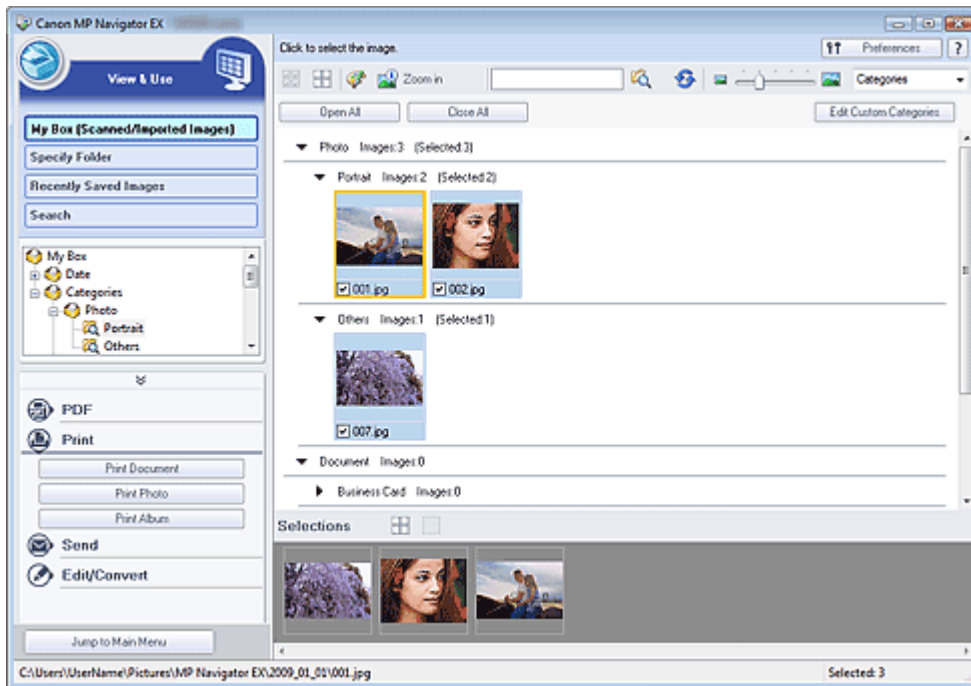 Canon MP Navigator EX
View & Use
My Box (Scanned/Imported Images)
Specify Folder
Recently Saved Images
Search
My Box
Date
Categories
Photo
Portrait
Others
PDF
Print
Print Document
Print Photo
Print Album
Send
Edit/Convert
Jump to Main Menu
Click to select the image.
Preferences
?
Zoom in
Categories
Open All
Close All
Edit Custom Categories
Photo Images:3 (Selected:3)
Portrait Images:2 (Selected:2)
001.jpg
002.jpg
Others Images:1 (Selected:1)
007.jpg
Document Images:0
Business Card Images:0
Selections
C:\Users\UserName\Pictures\MP Navigator EX\2009_01_01\001.jpg
Selected: 3